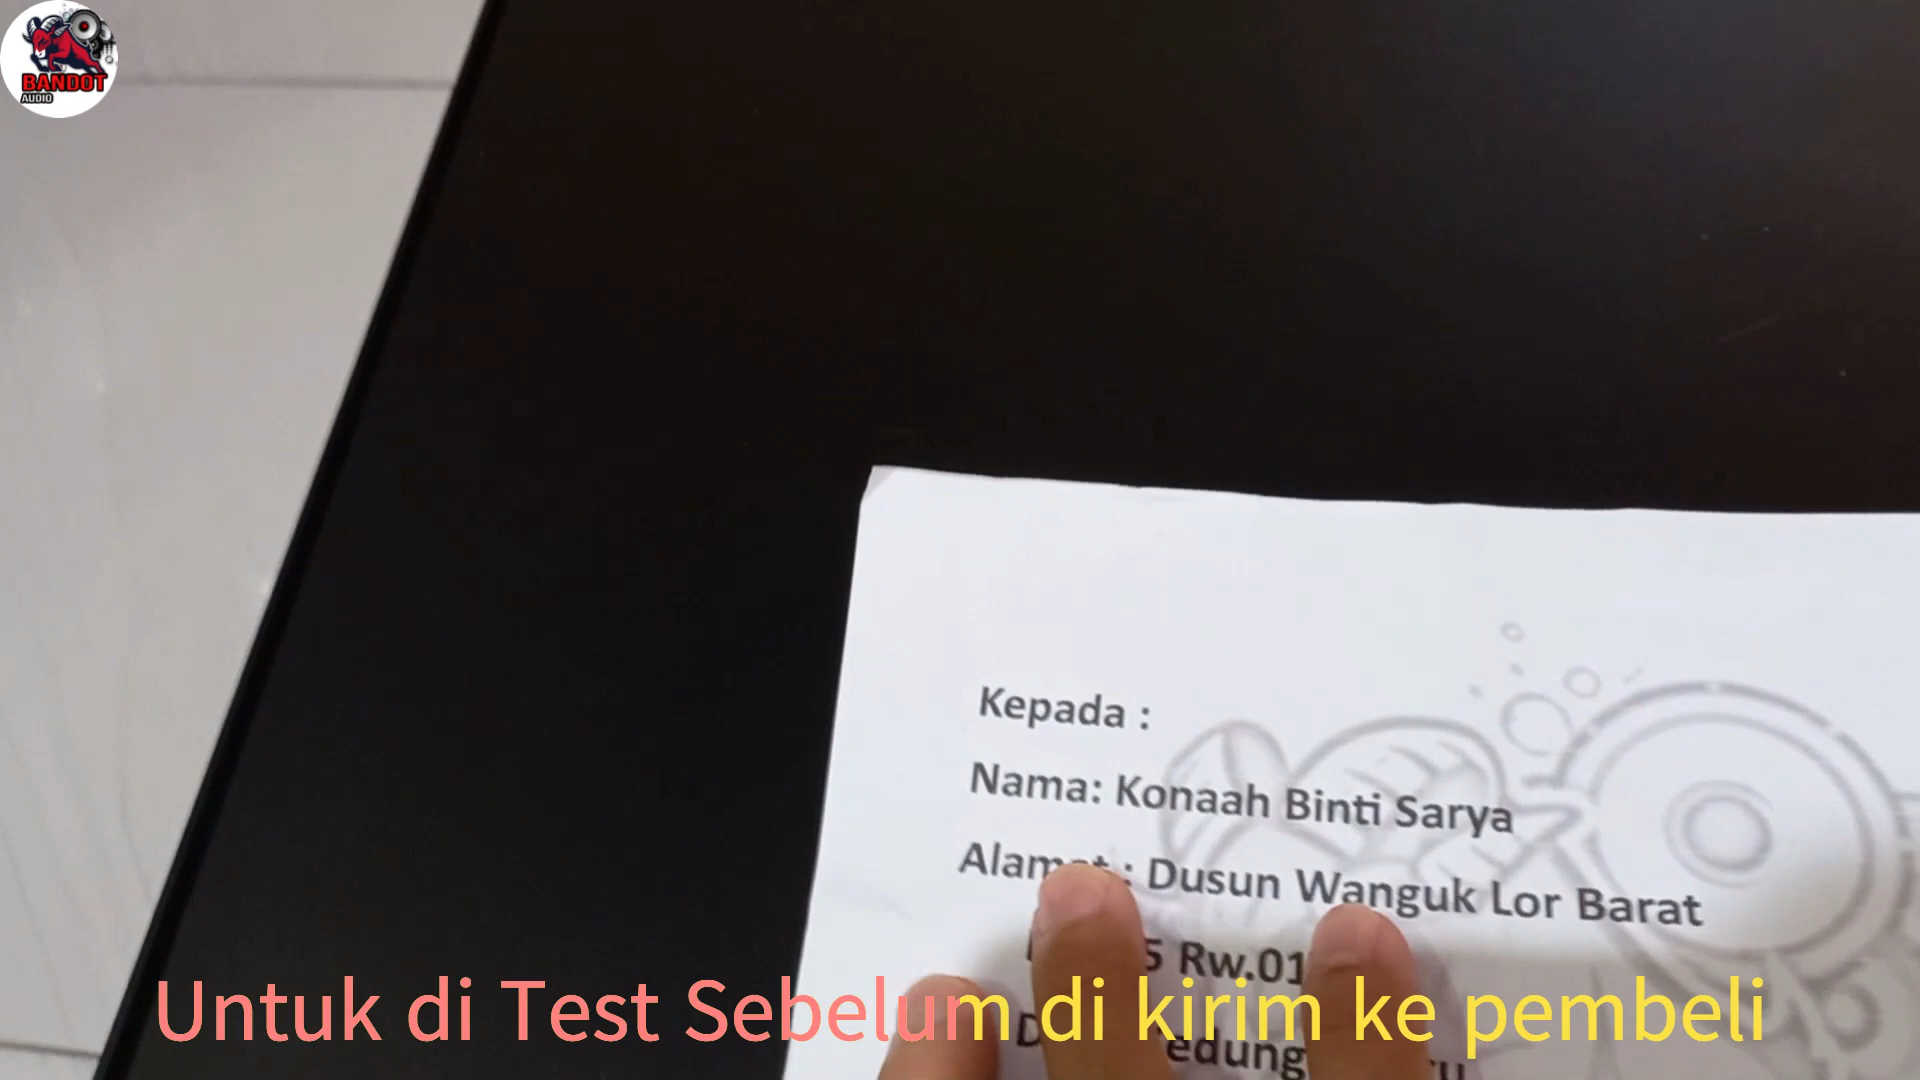 BANDOT
AUDIO
Kepada :
Nama: Konaah Binti Sarya
: Dusun Wanguk Lor Barat
Rw.01
Untuk di Test Sebelum di kirim ke pembeli